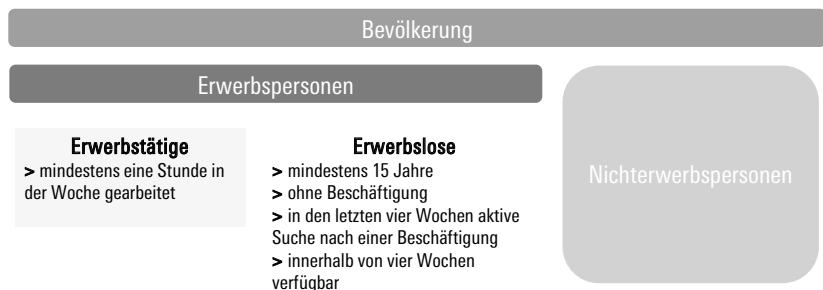 Bevölkerung
Erwerbspersonen
Erwerbstätige
> mindestens eine Stunde in
der Woche gearbeitet
Erwerbslose
> mindestens 15 Jahre
> ohne Beschäftigung
> in den letzten vier Wochen aktive
Suche nach einer Beschäftigung
> innerhalb von vier Wochen
verfügbar
Nichterwerbspersonen